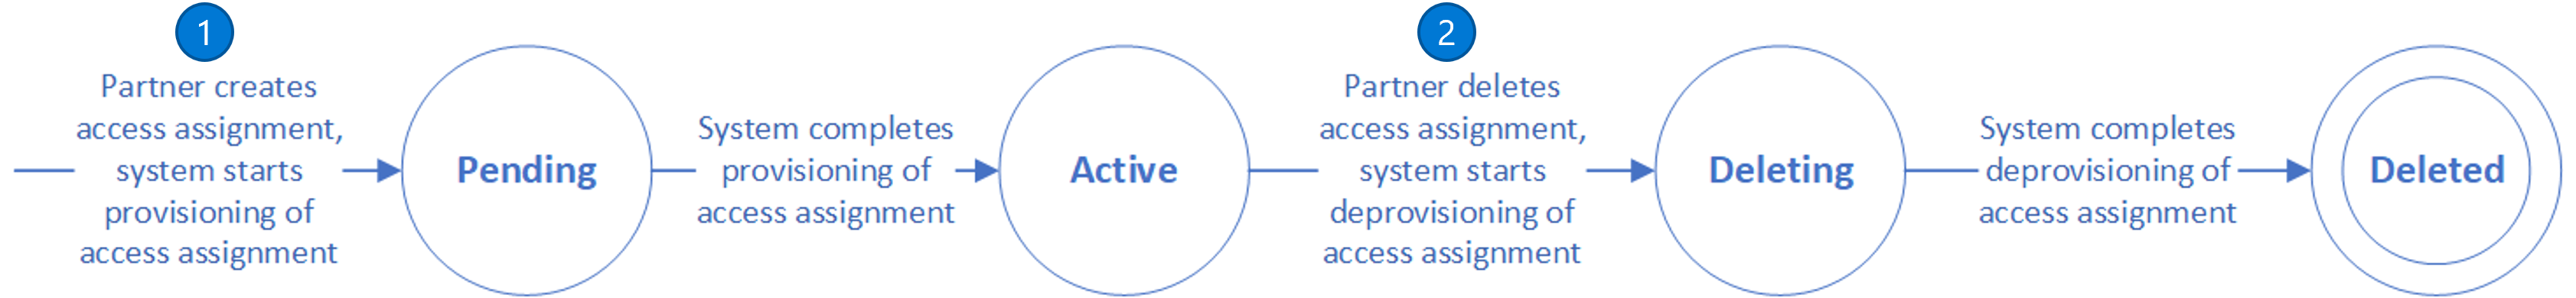 1
Partner creates
access assignment,
system starts
provisioning of
access assignment
Pending
System completes
provisioning of
access assignment
Active
2
Partner deletes
access assignment,
system starts
deprovisioning of
access assignment
Deleting
System completes
deprovisioning of
access assignment
Deleted